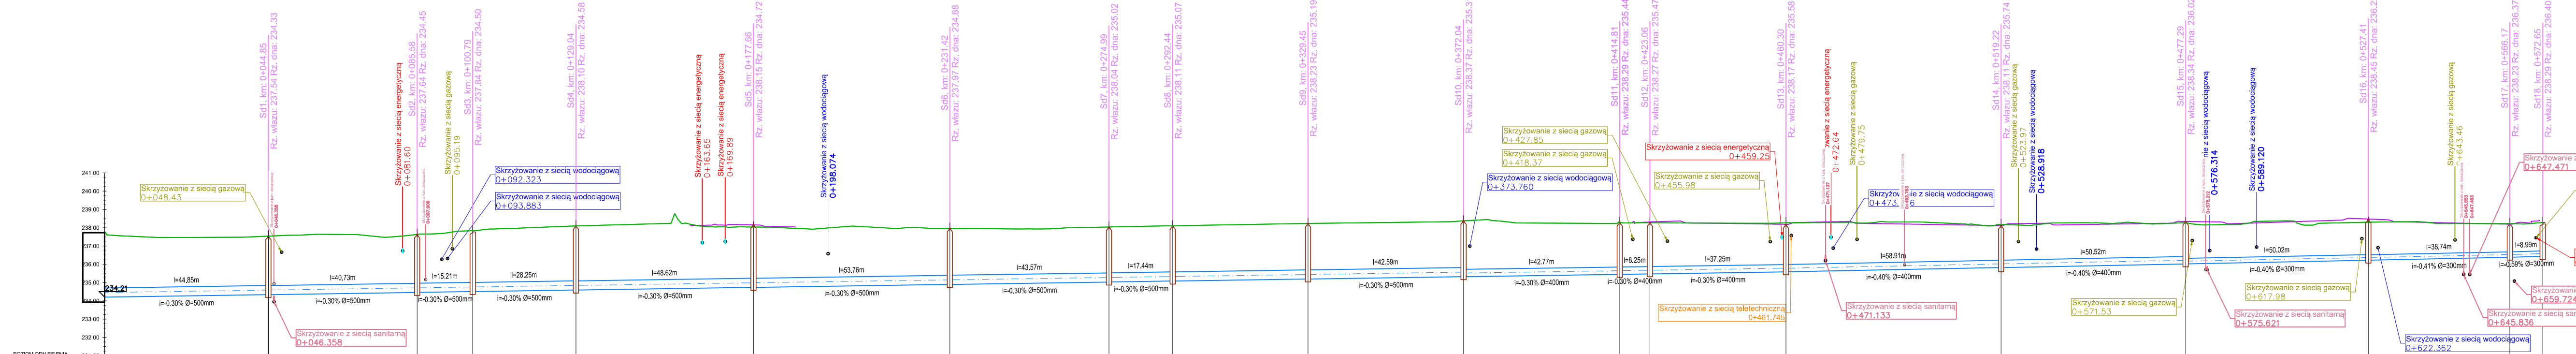 Sd1, km: 0+044.85
Rz. włazu: 237.54 Rz. dna: 234.33
Sd2, km: 0+085.58
Rz. włazu: 237.64 Rz. dna: 234.45
Sd3, km: 0+100.79
Rz. włazu: 237.84 Rz. dna: 234.50
Sd4, km: 0+129.04
Rz. włazu: 238.10 Rz. dna: 234.58
Sd5, km: 0+177.66
Rz. włazu: 238.15 Rz. dna: 234.72
Sd6, km: 0+231.42
Rz. włazu: 237.97 Rz. dna: 234.88
Sd7, km: 0+274.99
Rz. włazu: 238.04 Rz. dna: 235.02
Sd8, km: 0+292.44
Rz. włazu: 238.11 Rz. dna: 235.07
Sd9, km: 0+329.45
Rz. włazu: 238.23 Rz. dna: 235.19
Sd10, km: 0+372.04
Rz. włazu: 238.37 Rz. dna:
Sd11, km: 0+414.81
Rz. włazu: 238.29 Rz. dna: 235.44
Sd12, km: 0+423.06
Rz. włazu: 238.27 Rz. dna: 235.47
Sd13, km: 0+460.30
Rz. włazu: 238.17 Rz. dna: 235.58
Sd14, km: 0+519.22
Rz. włazu: 238.11 Rz. dna: 235.74
Sd15, km: 0+477.29
Rz. włazu: 238.34 Rz. dna: 236.02
Sd16, km: 0+527.41
Rz. włazu: 238.45 Rz. dna:
Sd17, km: 0+566.17
Rz. włazu: 238.23 Rz. dna: 236.37
Sd18, km: 0+572.65
Rz. włazu: 238.29 Rz. dna: 236.40
Skrzyżowanie z siecią energetyczną
0+081.60
Skrzyżowanie z siecią gazową
0+095.19
Skrzyżowanie z siecią energetyczną
0+163.65
Skrzyżowanie z siecią energetyczną
0+169.89
Skrzyżowanie z siecią wodociągową
0+198.074
wanie z siecią energetyczną
0+472.64
Skrzyżowanie z siecią gazową
0+479.75
Skrzyżowanie z siecią gazową
0+523.97
Skrzyżowanie z siecią wodociągową
0+528.918
nie z siecią wodociągową
0+576.314
Skrzyżowanie z siecią wodociągową
0+589.120
Skrzyżowanie z siecią gazową
0+643.46
241.00
240.00
239.00
238.00
237.00
236.00
235.00
234.00
233.00
232.00
234.21
Skrzyżowanie z siecią gazową
0+048.43
Skrzyżowanie z siecią wodociągową
0+092.323
Skrzyżowanie z siecią wodociągową
0+093.883
Skrzyżowanie z siecią wodociągową
0+373.760
Skrzyżowanie z siecią gazową
0+427.85
Skrzyżowanie z siecią gazową
0+418.37
Skrzyżowanie z siecią energetyczną
0+459.25
Skrzyżowanie z siecią gazową
0+455.98
0+473.
z siecią wodociągową
0+647.471
l=44,85m
l=40,73m
l=15.21m
l=28,25m
l=48.62m
l=53,76m
l=43,57m
l=17,44m
l=42.59m
l=42.77m
l=8,25m
l=37.25m
l=58.91m
l=50,52m
l=50.02m
l=38,74m
l=8.99m
i=-0.30% Ø=500mm
i=-0,30% Ø=500mm
i=-0.30% Ø=500mm
i=-0,30% Ø=500mm
i=-0,30% Ø=500mm
i=-0,30% Ø=500mm
i=-0,30% Ø=500mm
i=-0.30% Ø=500mm
i=-0,30% Ø=500mm
i=-0,30% Ø=400mm
i=-0,30% Ø=400mm
i=-0.30% Ø=400mm
i=-0,40% Ø=400mm
i=-0.40% Ø=400mm
i=-0,40% Ø=300mm
i=-0,41% Ø=300mm
i=-0,59% Ø=300mm
Skrzyżowanie z siecią sanitarną
0+046.358
Skrzyżowanie z siecią teletechniczną
0+461.745
Skrzyżowanie z siecią sanitarną
0+471.133
Skrzyżowanie z siecią gazową
0+571.53
Skrzyżowanie z siecią sanitarną
0+575.621
Skrzyżowanie z siecią gazową
0+617.98
Skrzyżowanie z siecią wodociągową
0+622.362
0+645.836
0+659.724